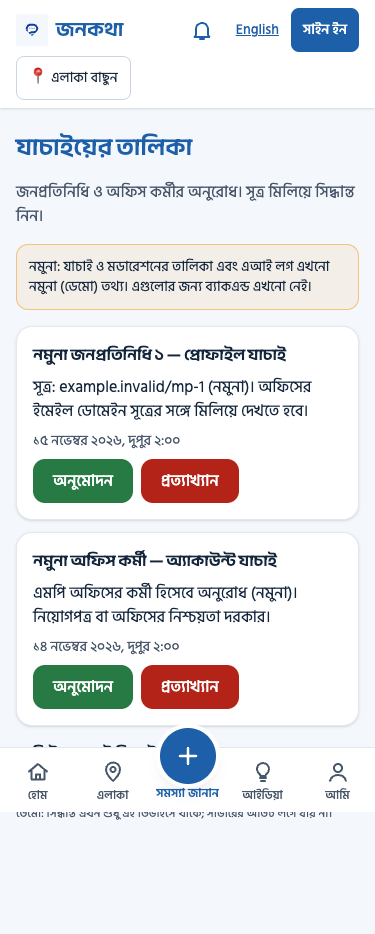 জনকথা
English
সাইন ইন
এলাকা বাছুন
যাচাইয়ের তালিকা
জনপ্রতিনিধি ও অফিস কর্মীর অনুরোধ। সূত্র মিলিয়ে সিদ্ধান্ত
নিন।
নমুনা: যাচাই ও মডারেশনের তালিকা এবং এআই লগ এখনো
নমুনা (ডেমো) তথ্য। এগুলোর জন্য ব্যাকএন্ড এখনো নেই।
নমুনা জনপ্রতিনিধি ১ — প্রোফাইল যাচাই
সূত্র: example.invalid/mp-1 (নমুনা)। অফিসের
ইমেইল ডোমেইন সূত্রের সঙ্গে মিলিয়ে দেখতে হবে।
১৫ নভেম্বর ২০২৬, দুপুর ২:০০
অনুমোদন
প্রত্যাখ্যান
নমুনা অফিস কর্মী — অ্যাকাউন্ট যাচাই
এমপি অফিসের কর্মী হিসেবে অনুরোধ (নমুনা)।
নিয়োগপত্র বা অফিসের নিশ্চয়তা দরকার।
১৪ নভেম্বর ২০২৬, দুপুর ২:০০
অনুমোদন
প্রত্যাখ্যান
হোম
এলাকা
সমস্যা জানান
আইডিয়া
আমি